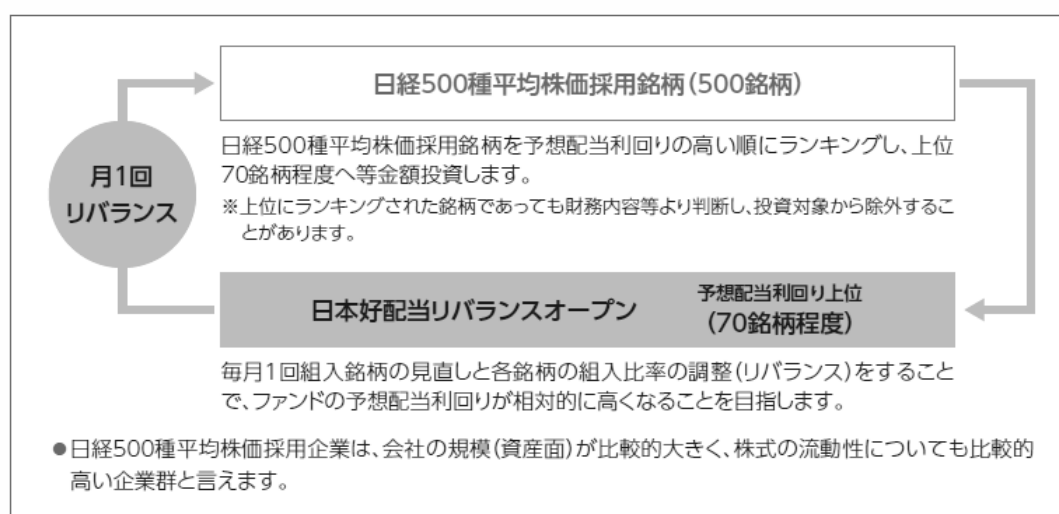 日経500種平均株価採用銘柄(500銘柄)
日経500種平均株価採用銘柄を予想配当利回りの高い順にランキングし、上位
70銘柄程度へ等金額投資します。
※上位にランキングされた銘柄であっても財務内容等より判断し、投資対象から除外するこ
とがあります。
月1回
リバランス
日本好配当リバランスオープン
予想配当利回り上位
(70銘柄程度)
毎月1回組入銘柄の見直しと各銘柄の組入比率の調整(リバランス)をすること
で、ファンドの予想配当利回りが相対的に高くなることを目指します。
●日経500種平均株価採用企業は、会社の規模(資産面)が比較的大きく、株式の流動性についても比較的
高い企業群と言えます。